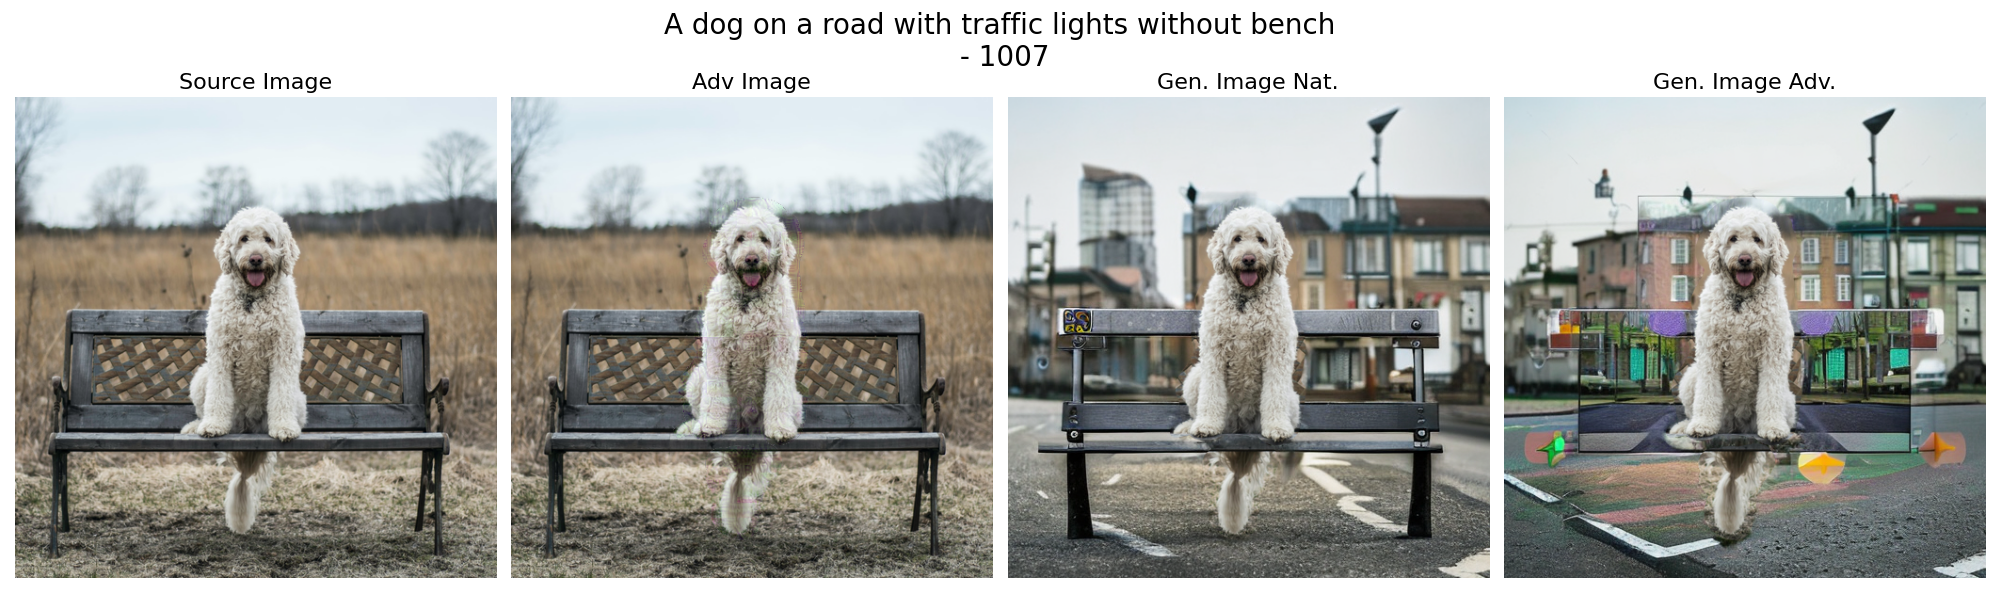 A dog on a road with traffic lights without bench
- 1007
Source Image
Adv Image
Gen. Image Nat.
Gen. Image Adv.